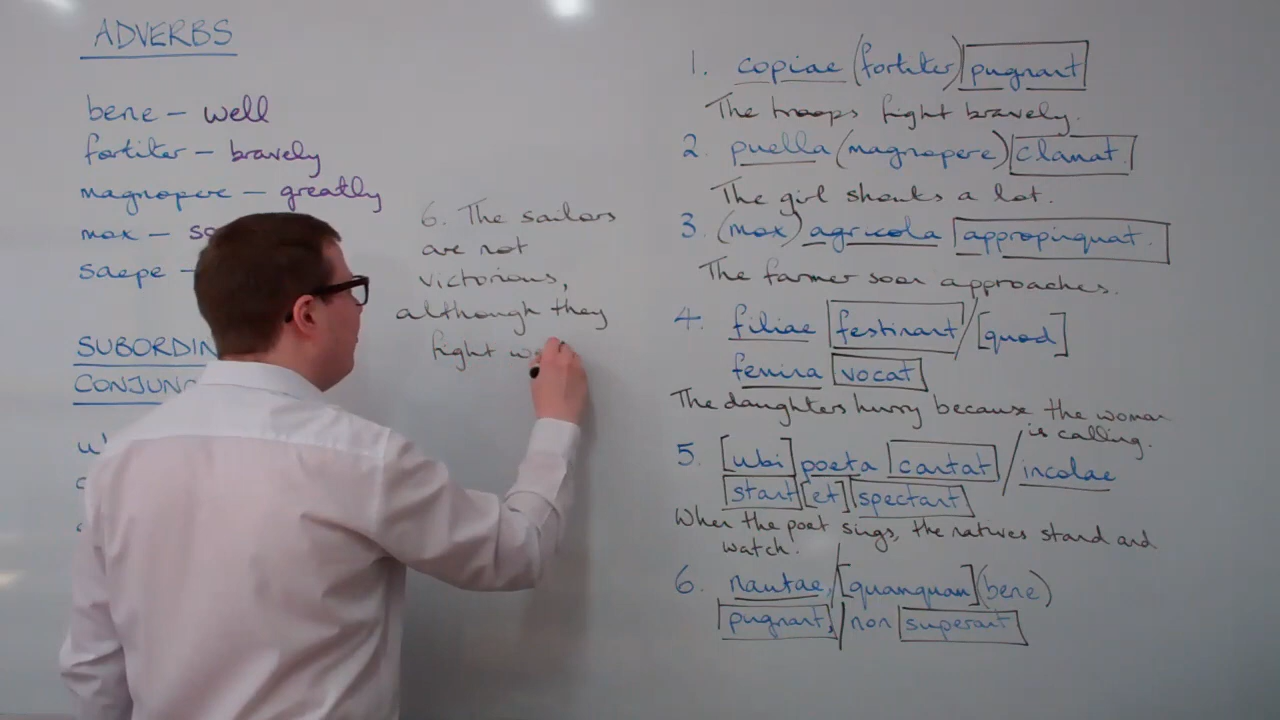 ADVERBS
bene – well
fortiter – bravely
magnopere – greatly
mox –
saepe –
SUBORDIN
CONJUNC
6. The sailors
are not
victorious,
although they
fight
1. copiae (fortiter) pugnant
The troops fight bravely.
2. puella (magnopere) clamat.
The girl shouts a lot.
3. (mox) agricola appropinquat.
The farmer soon approaches.
4. filiae festinant / [quod]
femina vocat
The daughters hurry because the woman
is calling.
5. [ubi] poeta cantat / incolae
stant [et] spectant
When the poet sings, the natives stand and
watch.
6. nautae, / [quamquam] (bene)
pugnant, / non superant